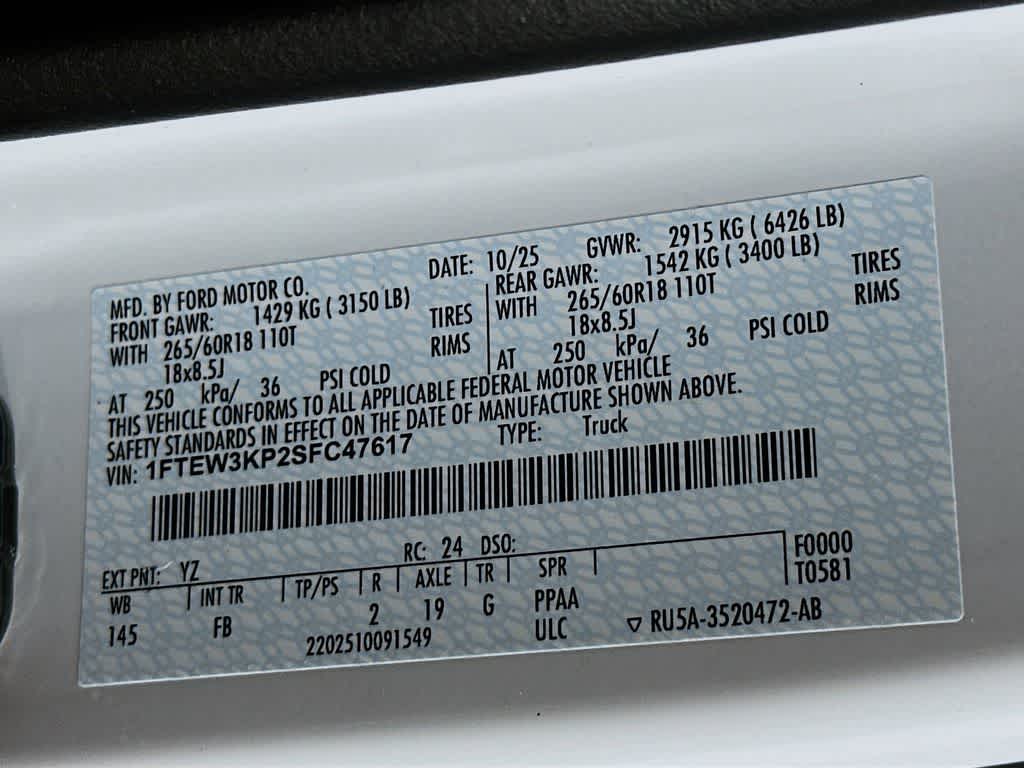 MFD. BY FORD MOTOR CO. DATE: 10/25 GVWR: 2915 KG ( 6426 LB)
FRONT GAWR: 1429 KG ( 3150 LB) REAR GAWR: 1542 KG ( 3400 LB)
WITH 265/60R18 110T TIRES WITH 265/60R18 110T TIRES
18x8.5J RIMS 18x8.5J RIMS
AT 250 kPa/ 36 PSI COLD AT 250 kPa/ 36 PSI COLD
THIS VEHICLE CONFORMS TO ALL APPLICABLE FEDERAL MOTOR VEHICLE
SAFETY STANDARDS IN EFFECT ON THE DATE OF MANUFACTURE SHOWN ABOVE.
VIN: 1FTEW3KP2SFC47617 TYPE: Truck
EXT PNT: YZ RC: 24 DSO: F0000
WB INT TR TP/PS R AXLE TR SPR T0581
145 FB 2 19 G PPAA
2202510091549 ULC ▽ RU5A-3520472-AB